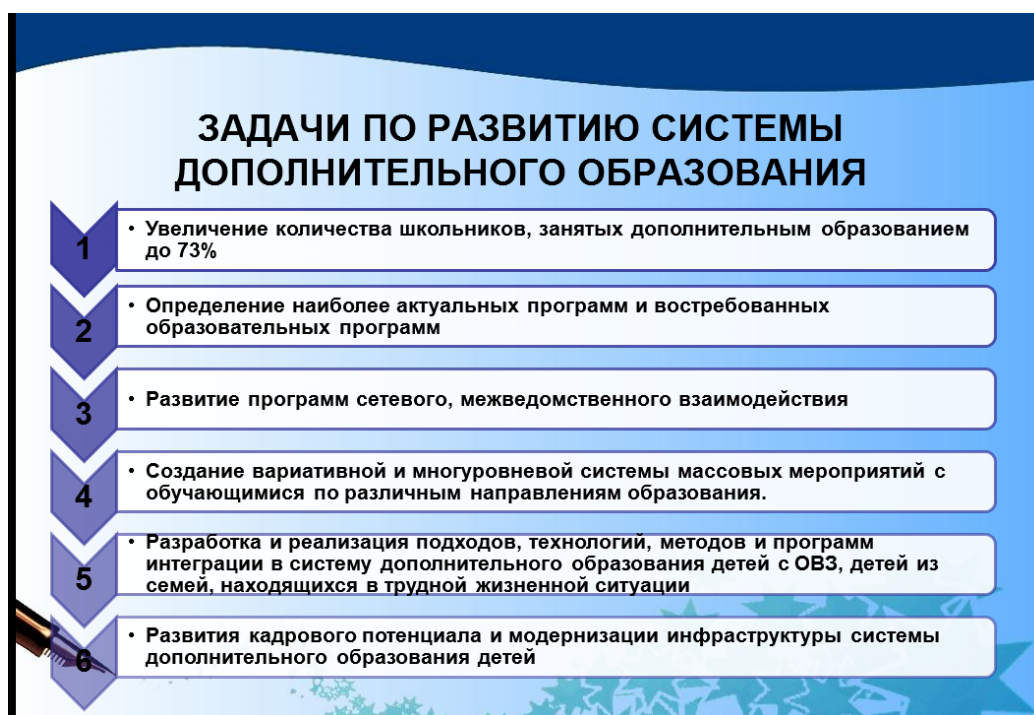 ЗАДАЧИ ПО РАЗВИТИЮ СИСТЕМЫ
ДОПОЛНИТЕЛЬНОГО ОБРАЗОВАНИЯ
1
• Увеличение количества школьников, занятых дополнительным образованием
до 73%
2
• Определение наиболее актуальных программ и востребованных
образовательных программ
3
• Развитие программ сетевого, межведомственного взаимодействия
4
• Создание вариативной и многуровневой системы массовых мероприятий с
обучающимися по различным направлениям образования.
5
• Разработка и реализация подходов, технологий, методов и программ
интеграции в систему дополнительного образования детей с ОВЗ, детей из
семей, находящихся в трудной жизненной ситуации
6
• Развития кадрового потенциала и модернизации инфраструктуры системы
дополнительного образования детей